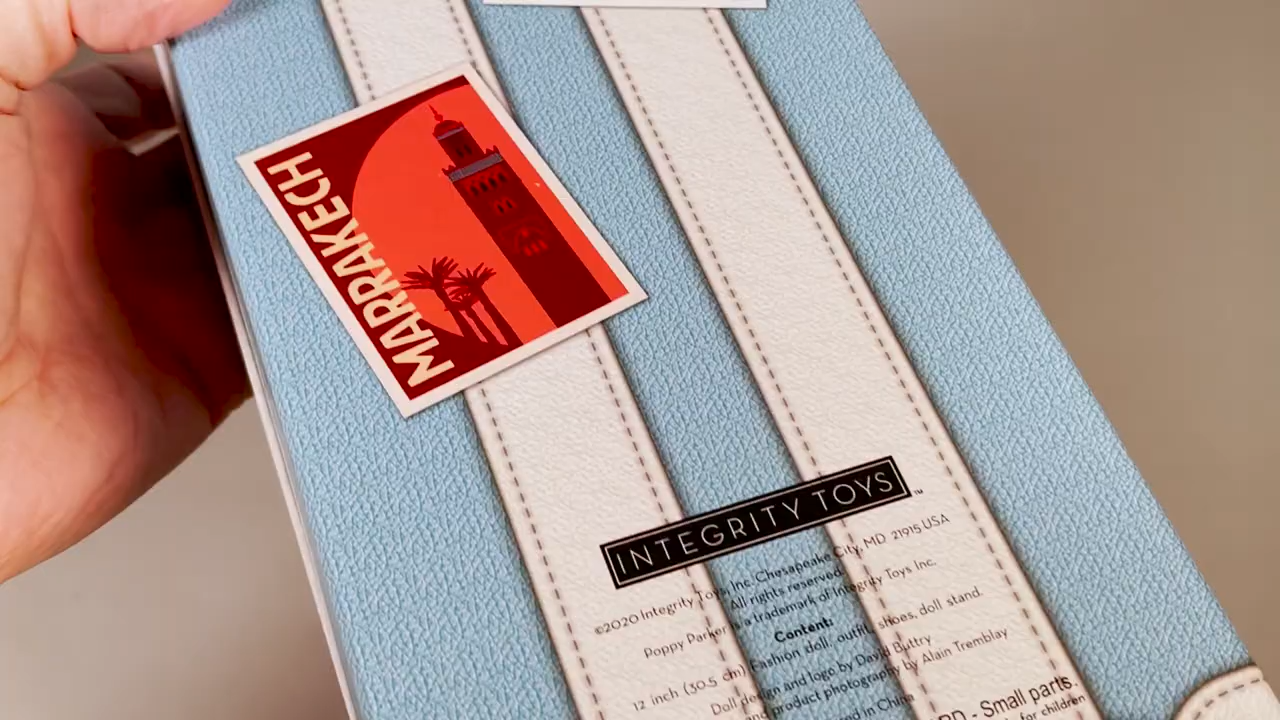 MARRAKECH
INTEGRITY TOYS™
©2020 Integrity Toys, Inc. Chesapeake City, MD 21915 USA
All rights reserved.
Poppy Parker is a trademark of Integrity Toys Inc.
Content:
12 inch (30.5 cm) Fashion doll, outfit, shoes, doll stand.
Doll design and logo by David Buttry
and product photography by Alain Tremblay
in China
- Small parts.
for children